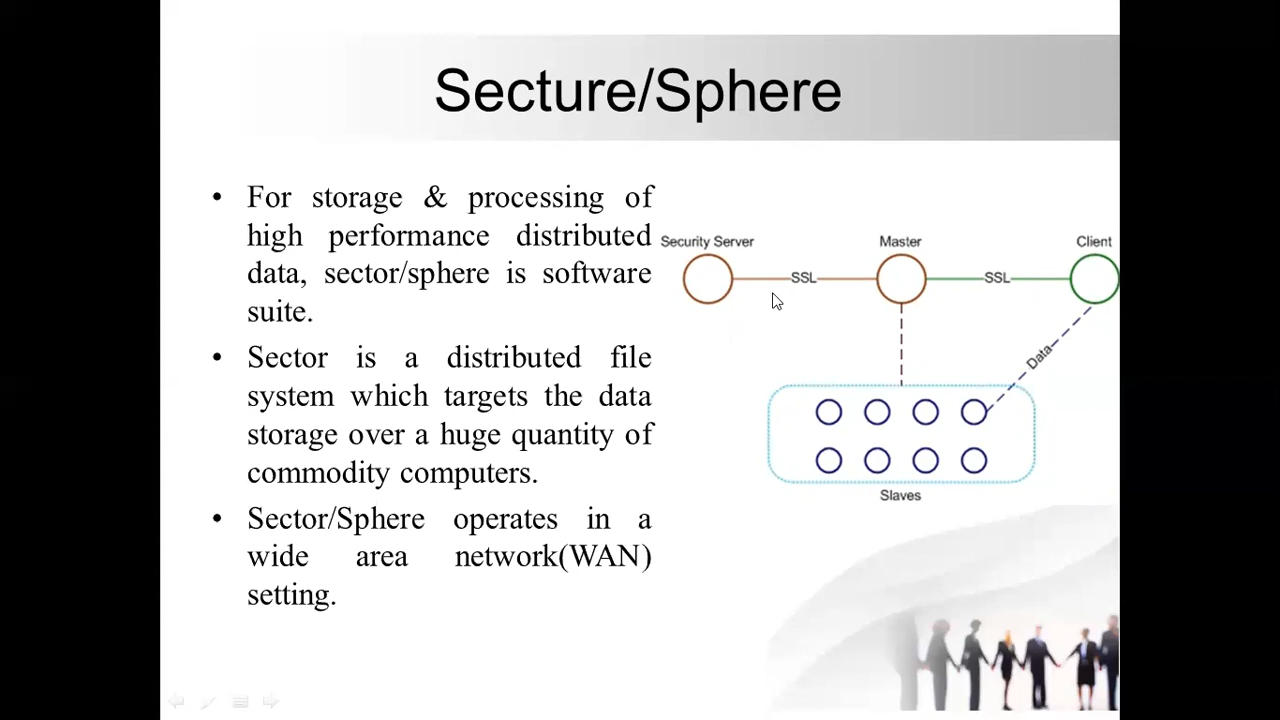 Secture/Sphere
• For storage & processing of
high performance distributed
data, sector/sphere is software
suite.
• Sector is a distributed file
system which targets the data
storage over a huge quantity of
commodity computers.
• Sector/Sphere operates in a
wide area network(WAN)
setting.
Security Server
Master
Client
SSL
SSL
Data
Slaves